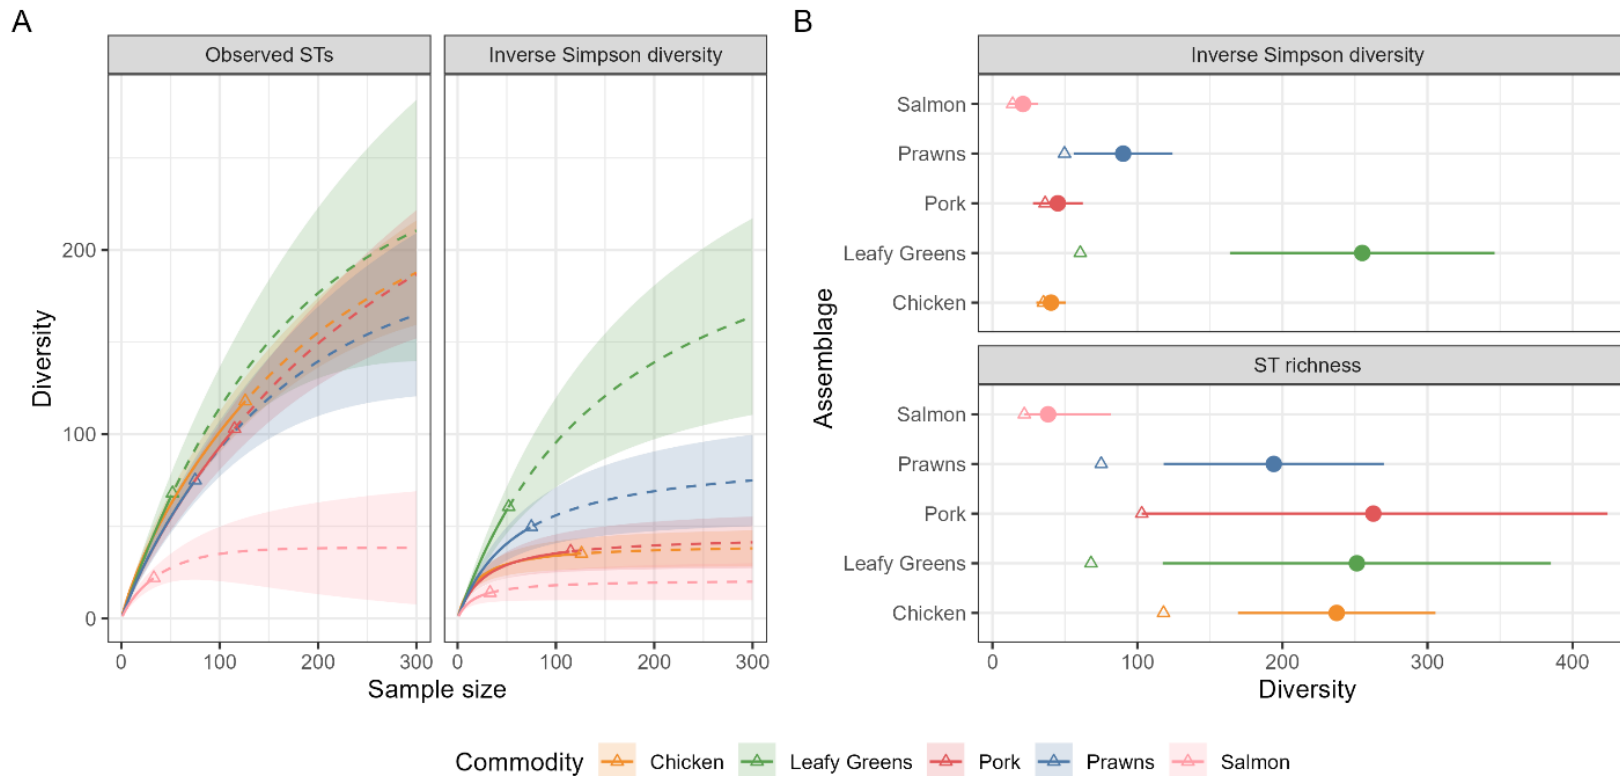 A
B
Observed STs
Inverse Simpson diversity
Diversity
200
100
0
0 100 200 300
0 100 200 300
Sample size
Inverse Simpson diversity
Assemblage
Salmon
Prawns
Pork
Leafy Greens
Chicken
ST richness
Salmon
Prawns
Pork
Leafy Greens
Chicken
0 100 200 300 400
Diversity
Commodity Chicken Leafy Greens Pork Prawns Salmon